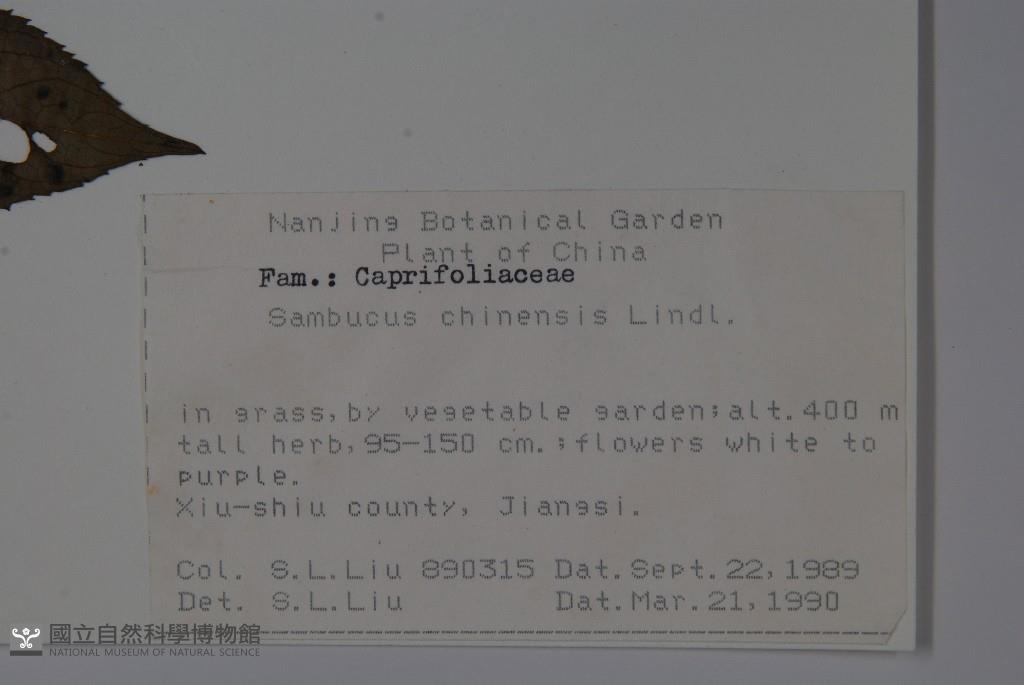 Nanjing Botanical Garden
Plant of China
Fam.: Caprifoliaceae
Sambucus chinensis Lindl.
in grass,by vegetable garden;alt.400 m
tall herb,95-150 cm.;flowers white to
purple.
Xiu-shiu county, Jiangsi.
Col. S.L.Liu 890315 Dat.Sept.22,1989
Det. S.L.Liu Dat.Mar.21,1990
國立自然科學博物館
NATIONAL MUSEUM OF NATURAL SCIENCE